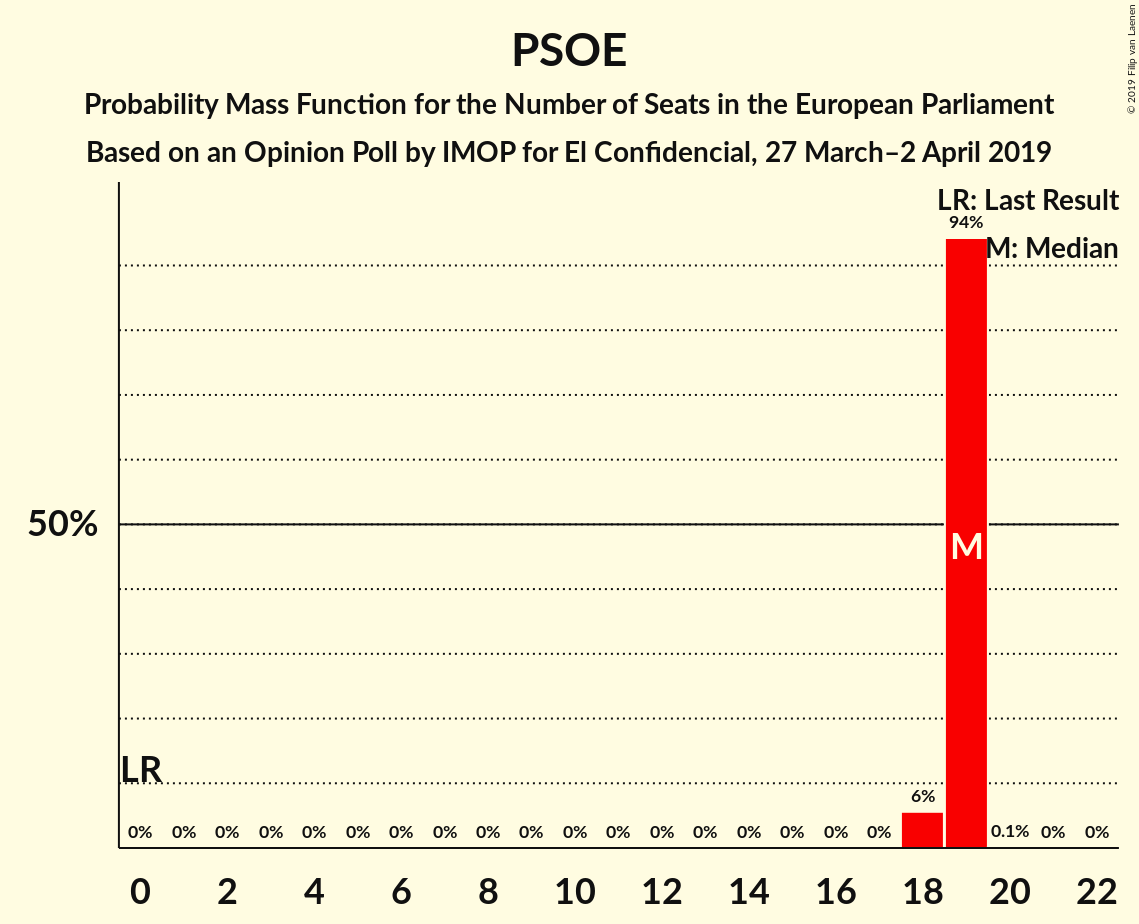 PSOE
Probability Mass Function for the Number of Seats in the European Parliament
Based on an Opinion Poll by IMOP for El Confidencial, 27 March–2 April 2019
© 2019 Filip van Laenen
LR: Last Result
94%
M: Median
50%
M
LR
6%
0% 0% 0% 0% 0% 0% 0% 0% 0% 0% 0% 0% 0% 0% 0% 0% 0% 0% 0.1% 0% 0%
0 2 4 6 8 10 12 14 16 18 20 22